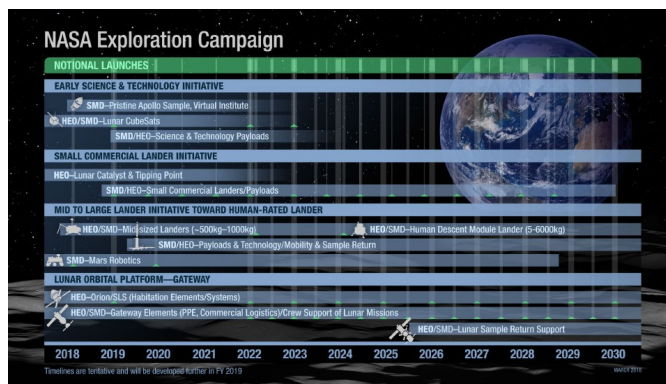 NASA Exploration Campaign
NOTIONAL LAUNCHES
EARLY SCIENCE & TECHNOLOGY INITIATIVE
SMD–Pristine Apollo Sample, Virtual Institute
HEO/SMD–Lunar CubeSats
SMD/HEO–Science & Technology Payloads
SMALL COMMERCIAL LANDER INITIATIVE
HEO–Lunar Catalyst & Tipping Point
SMD/HEO–Small Commercial Landers/Payloads
MID TO LARGE LANDER INITIATIVE TOWARD HUMAN-RATED LANDER
HEO/SMD–Mid sized Landers (~500kg–1000kg) HEO/SMD–Human Descent Module Lander (5-6000kg)
SMD/HEO–Payloads & Technology/Mobility & Sample Return
SMD–Mars Robotics
LUNAR ORBITAL PLATFORM—GATEWAY
HEO–Orion/SLS (Habitation Elements/Systems)
HEO/SMD–Gateway Elements (PPE, Commercial Logistics)/Crew Support of Lunar Missions
HEO/SMD–Lunar Sample Return Support
2018 2019 2020 2021 2022 2023 2024 2025 2026 2027 2028 2029 2030
Timelines are tentative and will be developed further in FY 2019 MARCH 2018